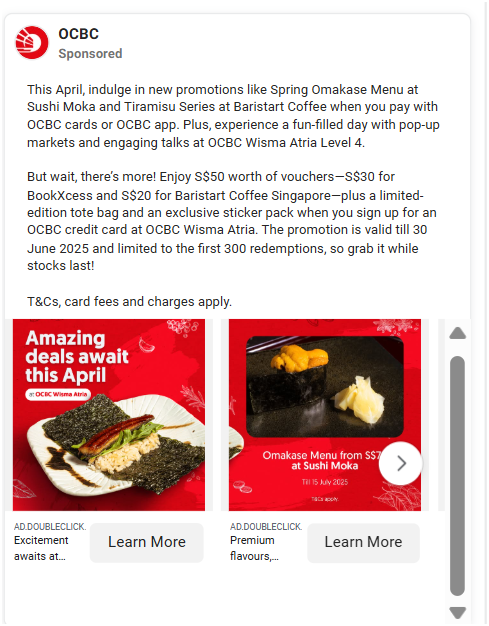 OCBC
Sponsored
This April, indulge in new promotions like Spring Omakase Menu at
Sushi Moka and Tiramisu Series at Baristart Coffee when you pay with
OCBC cards or OCBC app. Plus, experience a fun-filled day with pop-up
markets and engaging talks at OCBC Wisma Atria Level 4.
But wait, there’s more! Enjoy S$50 worth of vouchers—S$30 for
BookXcess and S$20 for Baristart Coffee Singapore—plus a limited-
edition tote bag and an exclusive sticker pack when you sign up for an
OCBC credit card at OCBC Wisma Atria. The promotion is valid till 30
June 2025 and limited to the first 300 redemptions, so grab it while
stocks last!
T&Cs, card fees and charges apply.
Amazing
deals await
this April
at OCBC Wisma Atria
Omakase Menu from S$7
at Sushi Moka
Till 15 July 2025
T&Cs apply
AD.DOUBLECLICK.
Excitement
awaits at...
Learn More
AD.DOUBLECLICK.
Premium
flavours,...
Learn More